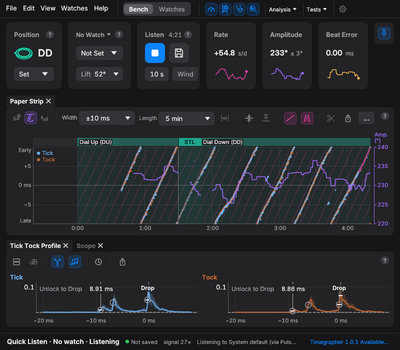 File Edit View Watches Help Bench Watches Analysis Tests
Position ? No Watch ? Listen 4:21 ? Rate Amplitude Beat Error
DD Not Set +54.8 s/d 233° ± 3° 0.00 ms
Set Lift 52° 10 s Wind
Paper Strip
Width ±10 ms Length 5 min ... ?
Dial Up (DU) STL Dial Down (DD) Amp. (°)
Early 240
Tick
Tock
+5 235
0 ms 230
−5 225
Late 220
0:00 1:00 2:00 3:00 4:00
Tick Tock Profile Scope
?
Tick Tock
0.1 Unlock to Drop 8.91 ms Drop 0.1 Unlock to Drop 8.86 ms Drop
−20 ms −10 ms 0 ms −20 ms −10 ms 0 ms
Quick Listen · No watch · Listening Not saved signal 27× Listening to System default (via Puls... Timegrapher 1.0.1 Available...